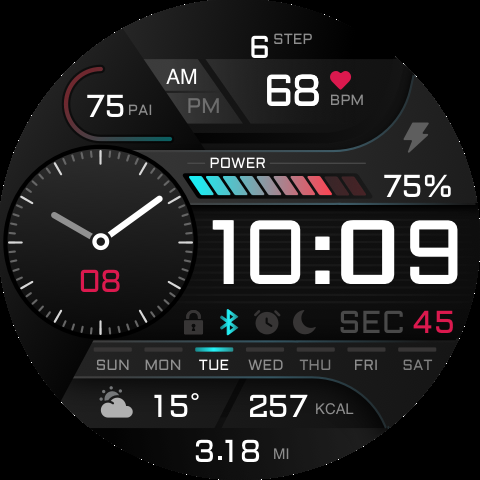 6 STEP
AM
75 PAI
68 BPM
PM
POWER
75%
10:09
08
SEC 45
SUN MON TUE WED THU FRI SAT
15° 257 KCAL
3.18 MI